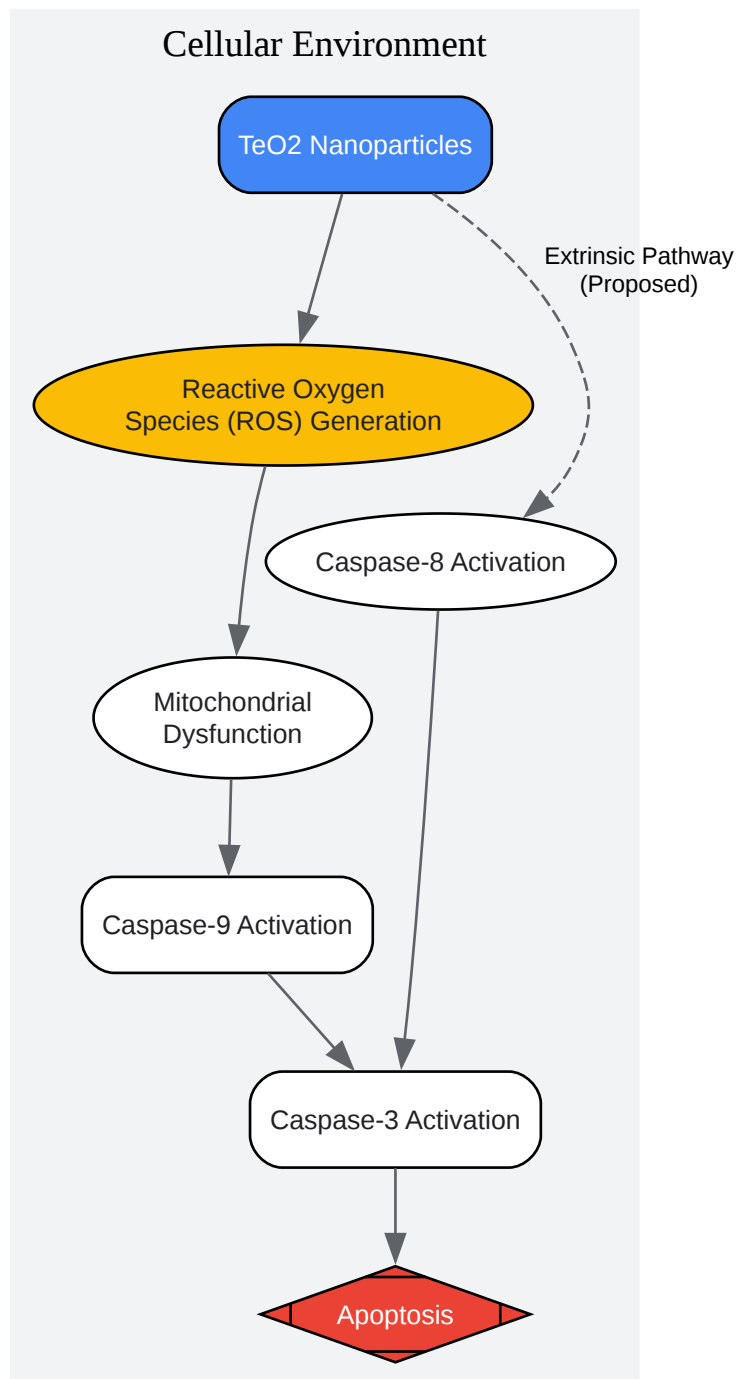 Cellular Environment
TeO2 Nanoparticles
Extrinsic Pathway
(Proposed)
Reactive Oxygen
Species (ROS) Generation
Caspase-8 Activation
Mitochondrial
Dysfunction
Caspase-9 Activation
Caspase-3 Activation
Apoptosis